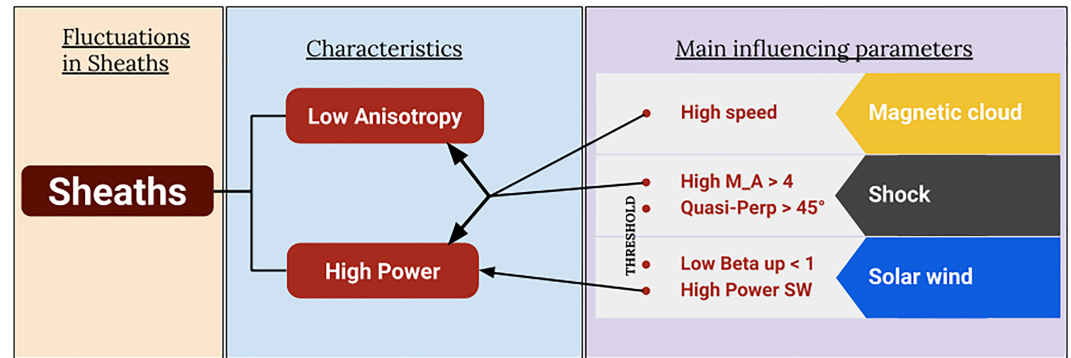 Fluctuations
in Sheaths
Sheaths
Characteristics
Low Anisotropy
High Power
Main influencing parameters
High speed
Magnetic cloud
THRESHOLD
High M_A > 4
Quasi-Perp > 45°
Shock
Low Beta up < 1
High Power SW
Solar wind